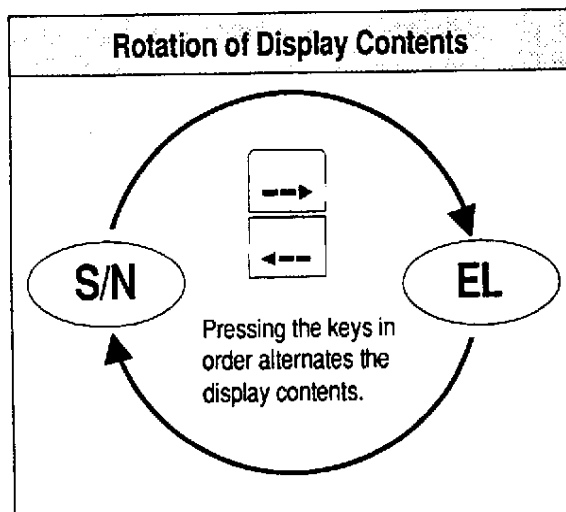 Rotation of Display Contents
S/N
EL
Pressing the keys in
order alternates the
display contents.